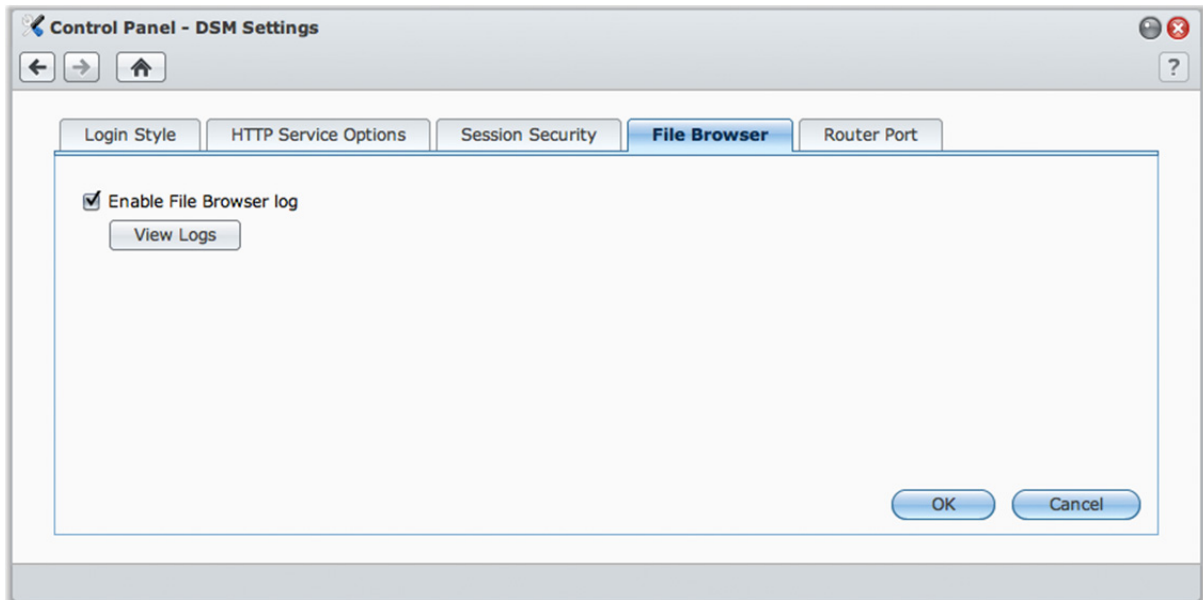 Control Panel - DSM Settings
?
Login Style
HTTP Service Options
Session Security
File Browser
Router Port
Enable File Browser log
View Logs
OK
Cancel